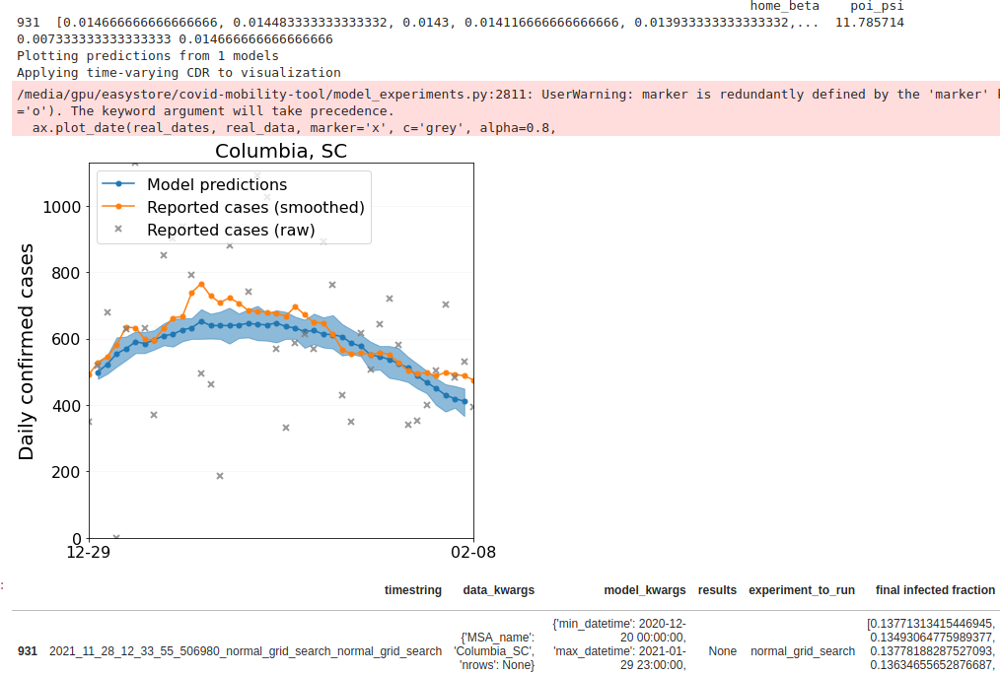 home_beta poi_psi
931 [0.014666666666666666, 0.014483333333333332, 0.0143, 0.014116666666666666, 0.013933333333333332,... 11.785714
0.007333333333333333 0.014666666666666666
Plotting predictions from 1 models
Applying time-varying CDR to visualization
/media/gpu/easystore/covid-mobility-tool/model_experiments.py:2811: UserWarning: marker is redundantly defined by the 'marker'
='o'). The keyword argument will take precedence.
ax.plot_date(real_dates, real_data, marker='x', c='grey', alpha=0.8,
Columbia, SC
Model predictions
Reported cases (smoothed)
Reported cases (raw)
Daily confirmed cases
1000
800
600
400
200
0
12-29 02-08
:
timestring data_kwargs model_kwargs results experiment_to_run final infected fraction
931 2021_11_28_12_33_55_506980_normal_grid_search_normal_grid_search {'MSA_name': 'Columbia_SC', 'nrows': None} {'min_datetime': 2020-12-20 00:00:00, 'max_datetime': 2021-01-29 23:00:00, None normal_grid_search [0.13771313415446945, 0.13493064775989377, 0.13778188287527093, 0.13634655652876687,